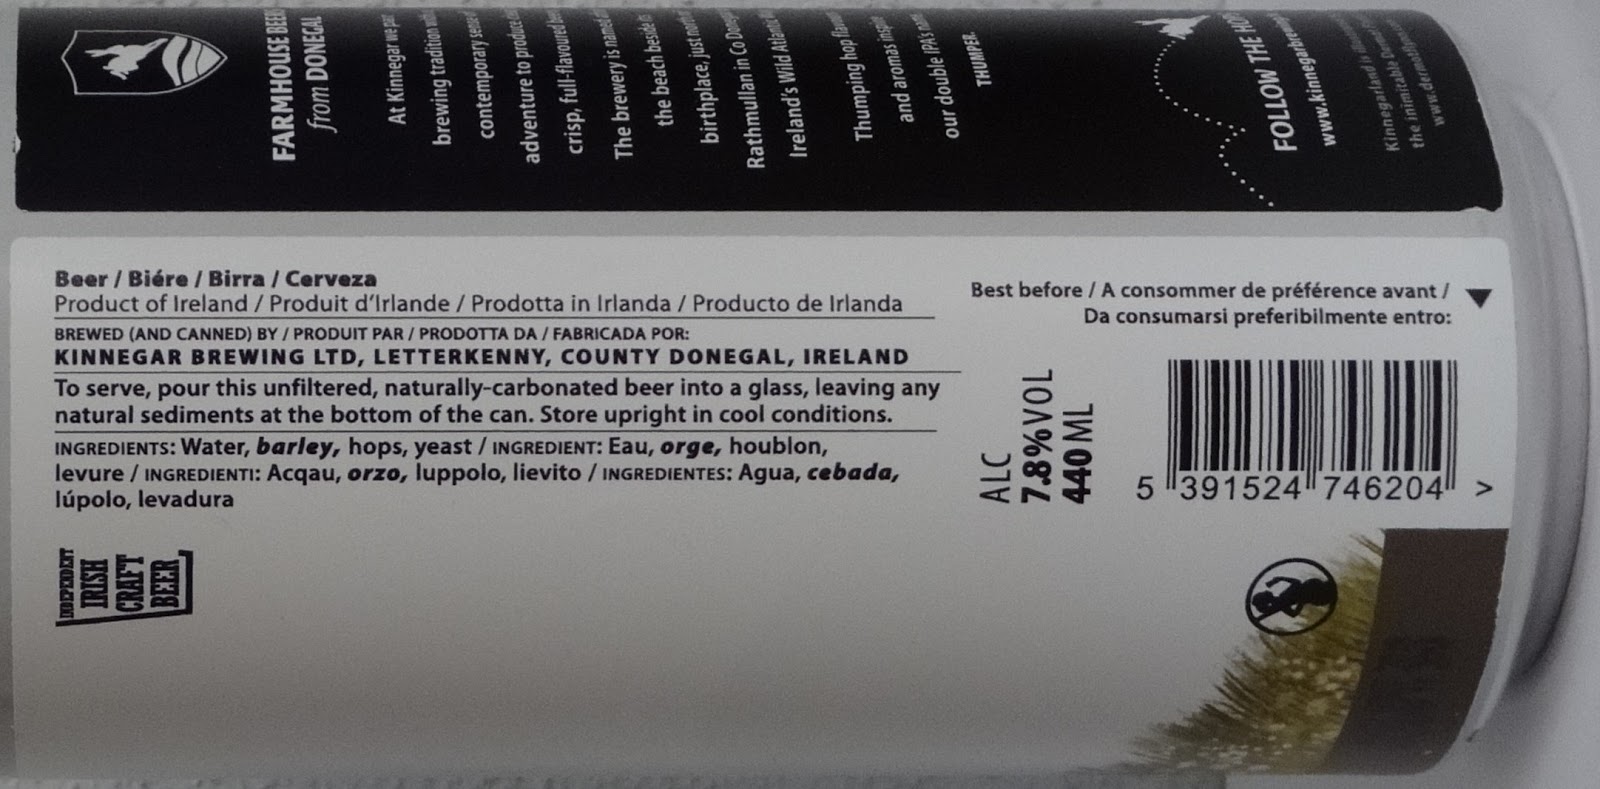 FARMHOUSE BEER
from DONEGAL
At Kinnegar we
brewing tradition
contemporary
adventure to produce
crisp, full-flavoured
The brewery is named
the beach beside
birthplace, just
Rathmullan in Co
Ireland's Wild Atlantic
Thumping hop
and aromas
our double IPA's
THUMPER.
FOLLOW THE
Kinnegarland is
the inimitable
Beer / Biére / Birra / Cerveza
Product of Ireland / Produit d'Irlande / Prodotta in Irlanda / Producto de Irlanda
BREWED (AND CANNED) BY / PRODUIT PAR / PRODOTTA DA / FABRICADA POR:
KINNEGAR BREWING LTD, LETTERKENNY, COUNTY DONEGAL, IRELAND
To serve, pour this unfiltered, naturally-carbonated beer into a glass, leaving any
natural sediments at the bottom of the can. Store upright in cool conditions.
INGREDIENTS: Water, barley, hops, yeast / INGREDIENT: Eau, orge, houblon,
levure / INGREDIENTI: Acqau, orzo, luppolo, lievito / INGREDIENTES: Agua, cebada,
lúpolo, levadura
INDEPENDENT
IRISH
CRAFT
BEER
Best before / A consommer de préférence avant /
Da consumarsi preferibilmente entro:
ALC
7.8%VOL
440ML
5 391524 746204 >